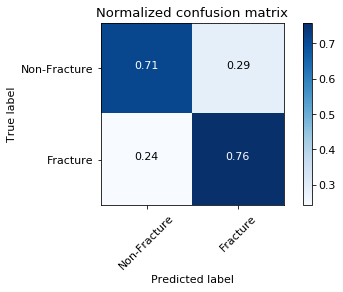 Normalized confusion matrix
True label
Non-Fracture
0.71
0.29
Fracture
0.24
0.76
Non-Fracture
Fracture
Predicted label
0.7
0.6
0.5
0.4
0.3